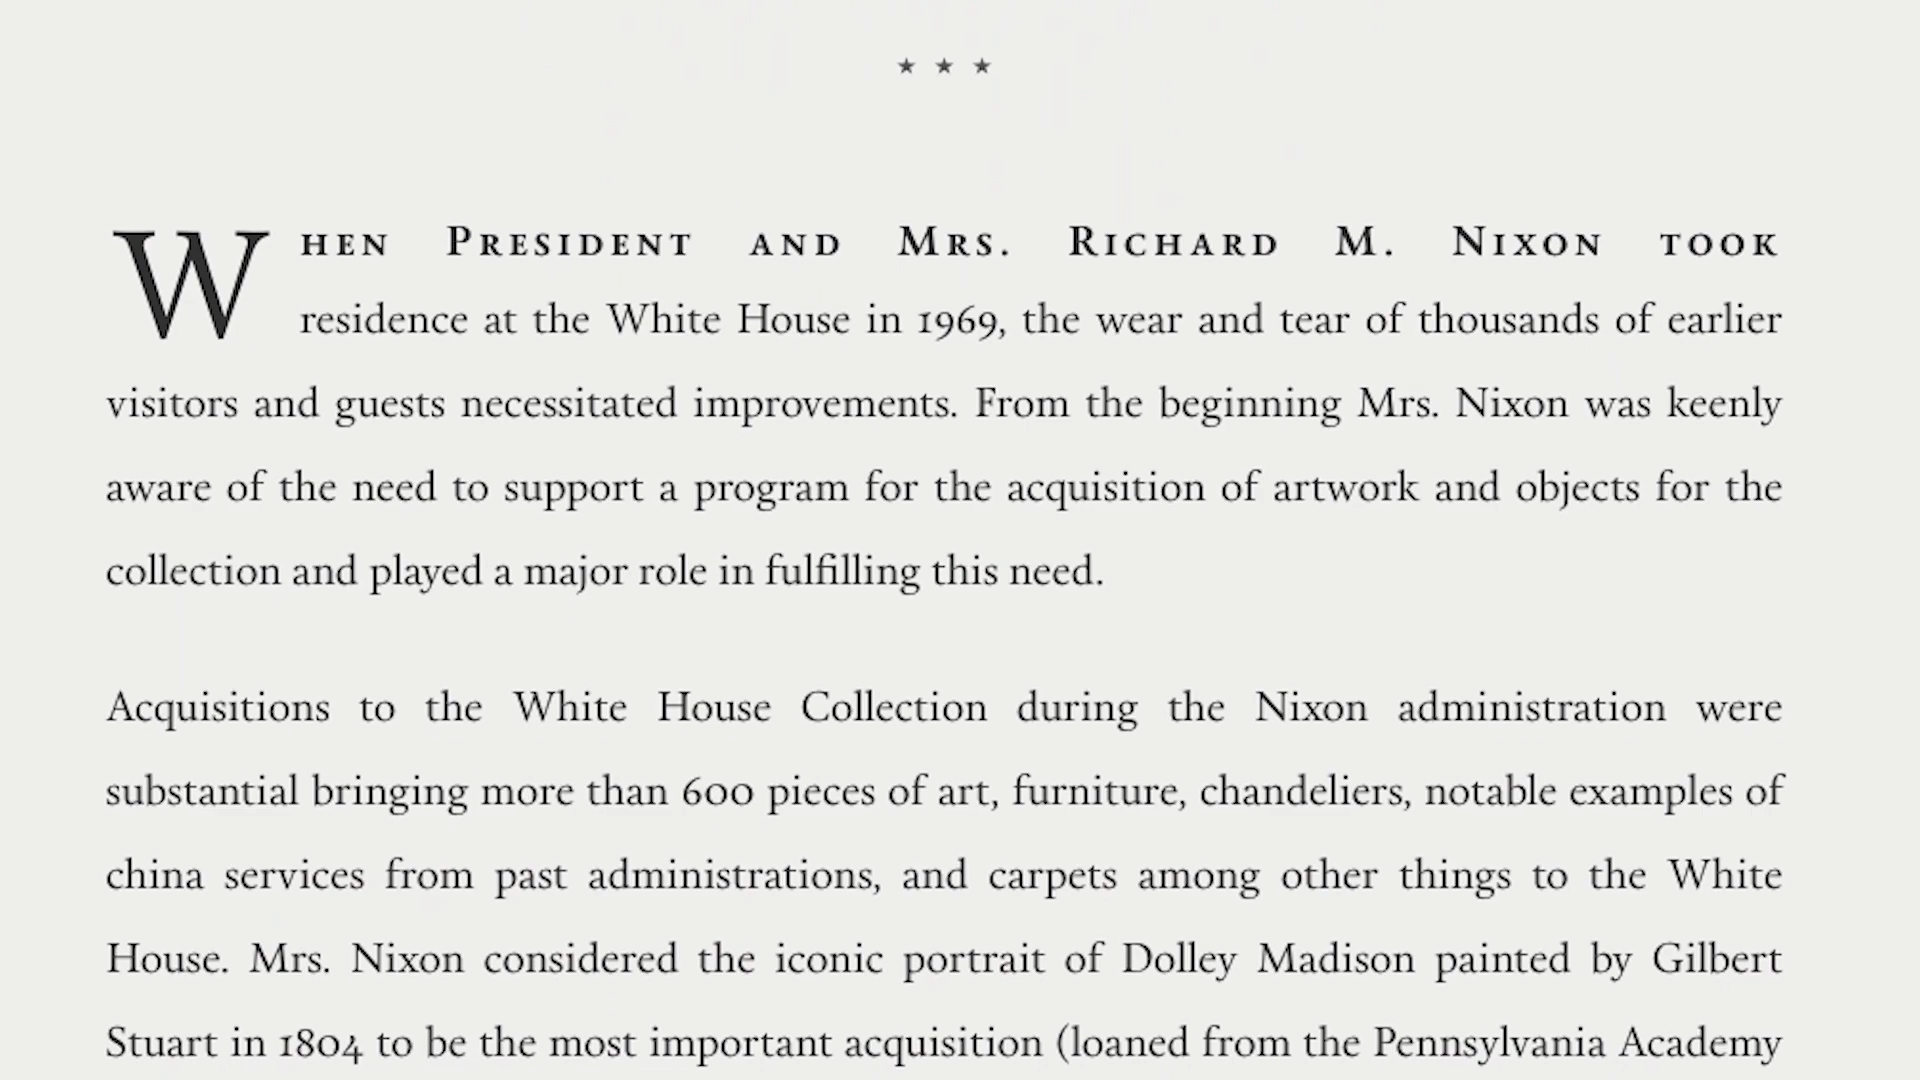 ★ ★ ★
When President and Mrs. Richard M. Nixon took
residence at the White House in 1969, the wear and tear of thousands of earlier
visitors and guests necessitated improvements. From the beginning Mrs. Nixon was keenly
aware of the need to support a program for the acquisition of artwork and objects for the
collection and played a major role in fulfilling this need.
Acquisitions to the White House Collection during the Nixon administration were
substantial bringing more than 600 pieces of art, furniture, chandeliers, notable examples of
china services from past administrations, and carpets among other things to the White
House. Mrs. Nixon considered the iconic portrait of Dolley Madison painted by Gilbert
Stuart in 1804 to be the most important acquisition (loaned from the Pennsylvania Academy